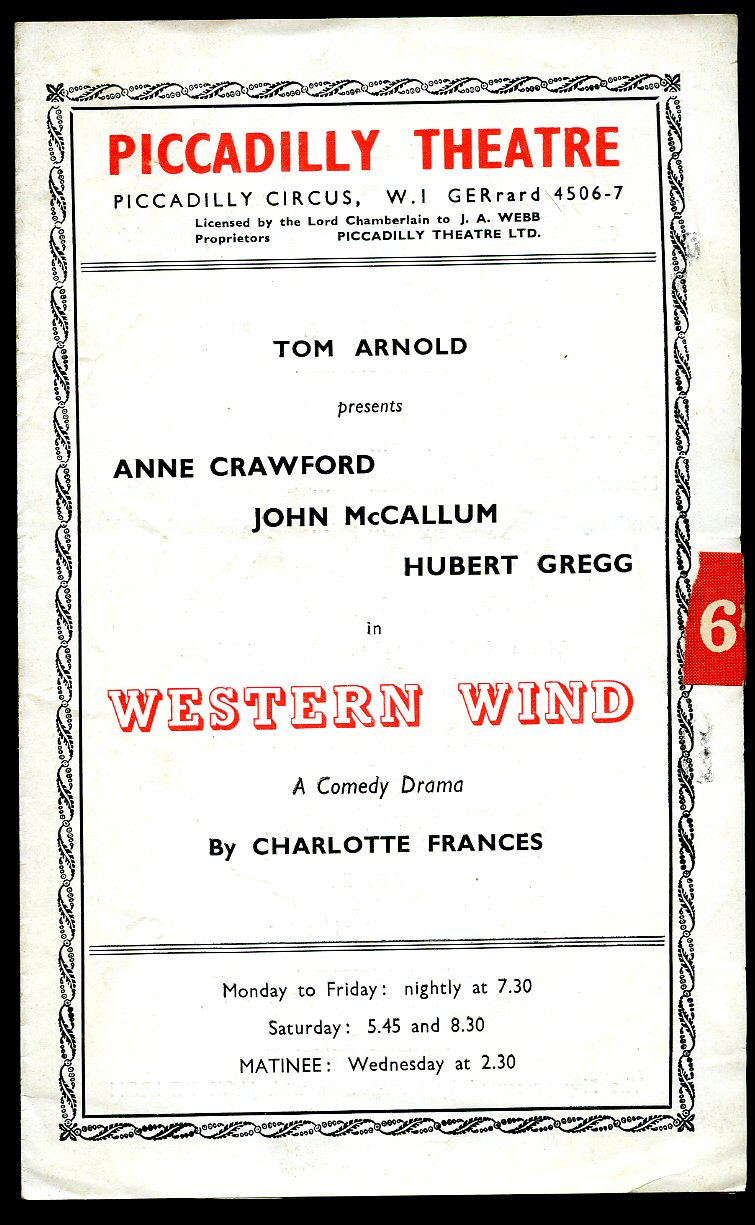 PICCADILLY THEATRE
PICCADILLY CIRCUS, W.1 GERrard 4506-7
Licensed by the Lord Chamberlain to J. A. WEBB
Proprietors PICCADILLY THEATRE LTD.
TOM ARNOLD
presents
ANNE CRAWFORD
JOHN McCALLUM
HUBERT GREGG
in
6
WESTERN WIND
A Comedy Drama
By CHARLOTTE FRANCES
Monday to Friday: nightly at 7.30
Saturday: 5.45 and 8.30
MATINEE: Wednesday at 2.30